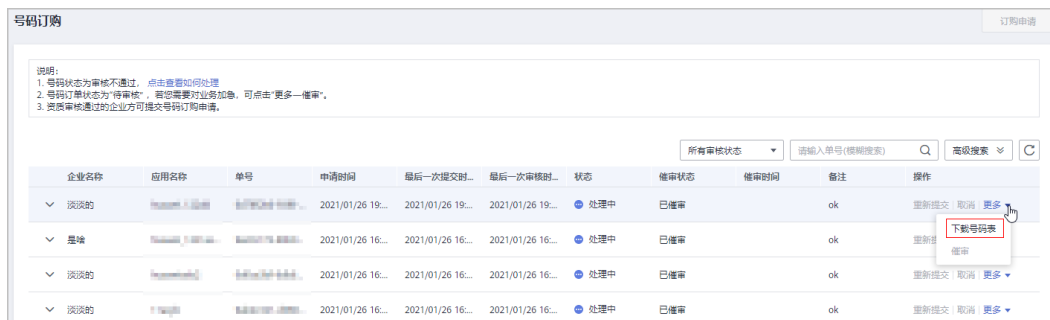 号码订购 订购申请
说明：
1. 号码状态为审核不通过， 点击查看如何处理
2. 号码订单状态为“待审核”，若您需要对业务加急，可点击“更多—催审”。
3. 资质审核通过的企业方可提交号码订购申请。
所有审核状态 请输入单号(模糊搜索) 高级搜索
企业名称 应用名称 单号 申请时间 最后一次提交时... 最后一次审核时... 状态 催审状态 催审时间 备注 操作
淡淡的 2021/01/26 19:... 2021/01/26 19:... 2021/01/26 19:... 处理中 已催审 ok 重新提交 | 取消 | 更多
下载号码表
是啥 2021/01/26 16:... 2021/01/26 16:... 2021/01/26 16:... 处理中 已催审 ok 重新
催审
淡淡的 2021/01/26 16:... 2021/01/26 16:... 2021/01/26 16:... 处理中 已催审 ok 重新提交 | 取消 | 更多
淡淡的 2021/01/26 16:... 2021/01/26 16:... 2021/01/26 16:... 处理中 已催审 ok 重新提交 | 取消 | 更多